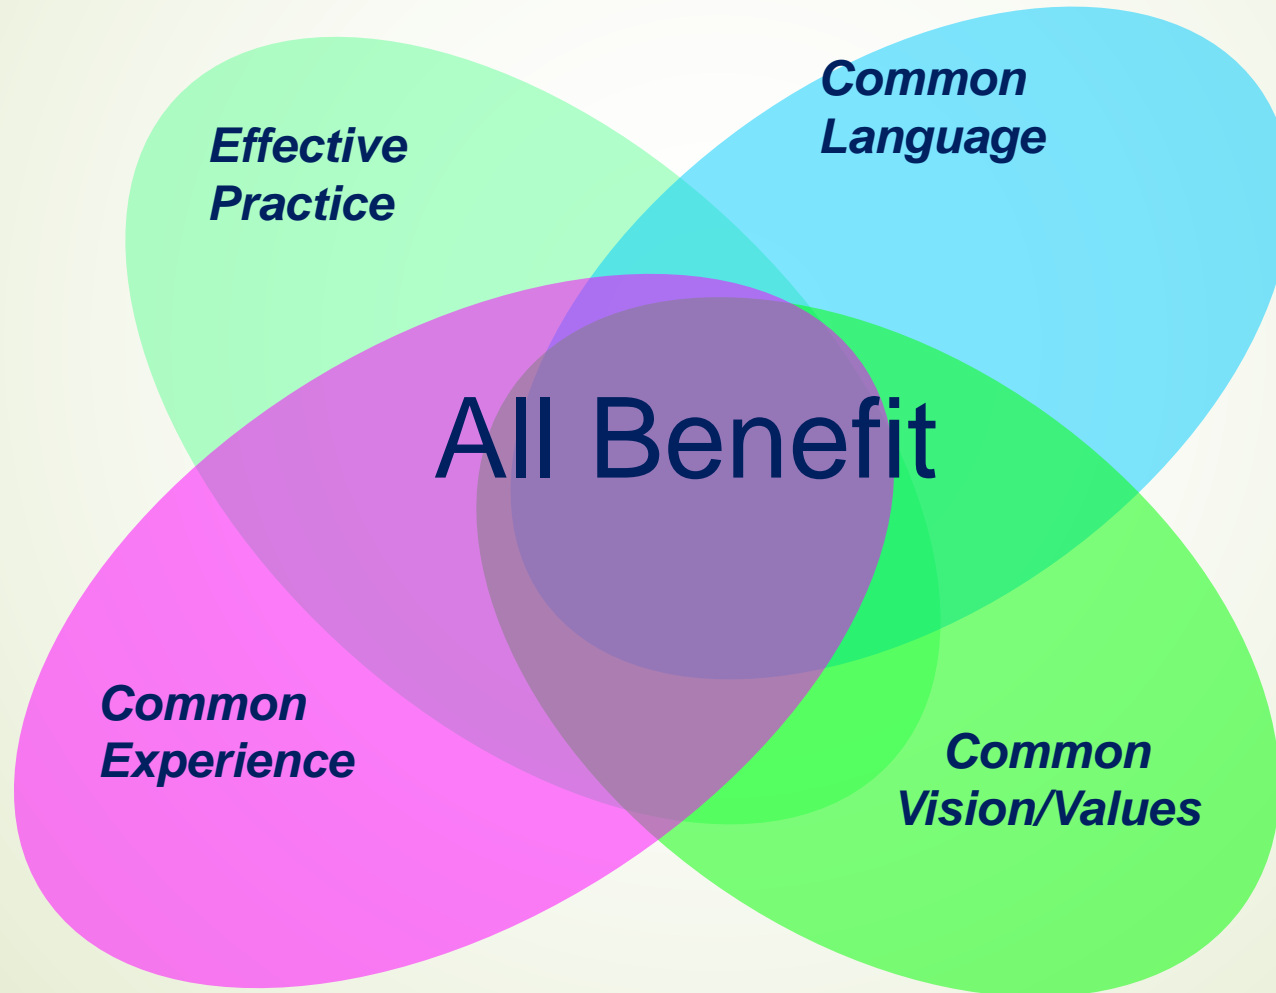 Effective
Practice
Common
Language
All Benefit
Common
Experience
Common
Vision/Values